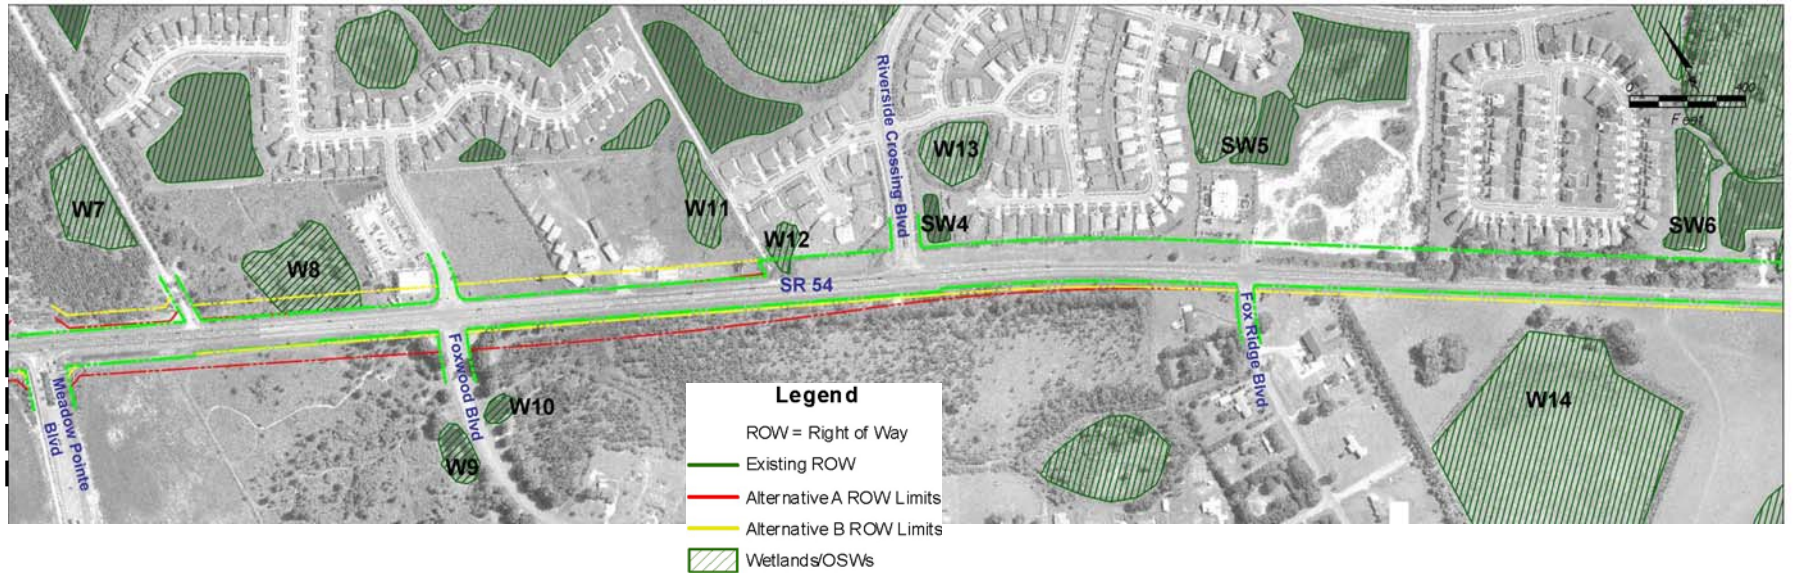 Riverside Crossing Blvd
0 400
Feet
W13
SW5
W7
W11
SW4
W12
SW6
W8
SR 54
Fox Ridge Blvd
Foxwood Blvd
Meadow Pointe
Blvd
W10
W14
W9
Legend
ROW = Right of Way
Existing ROW
Alternative A ROW Limits
Alternative B ROW Limits
Wetlands/OSWs